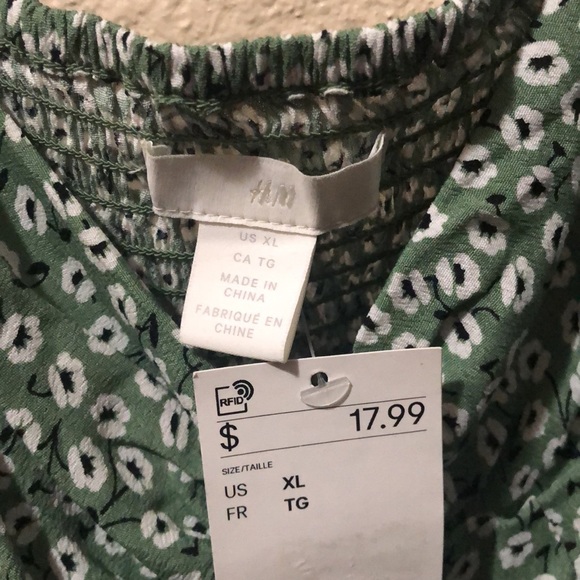 H&M
US XL
CA TG
MADE IN
CHINA
FABRIQUÉ EN
CHINE
RFID
$ 17.99
SIZE/TAILLE
US XL
FR TG